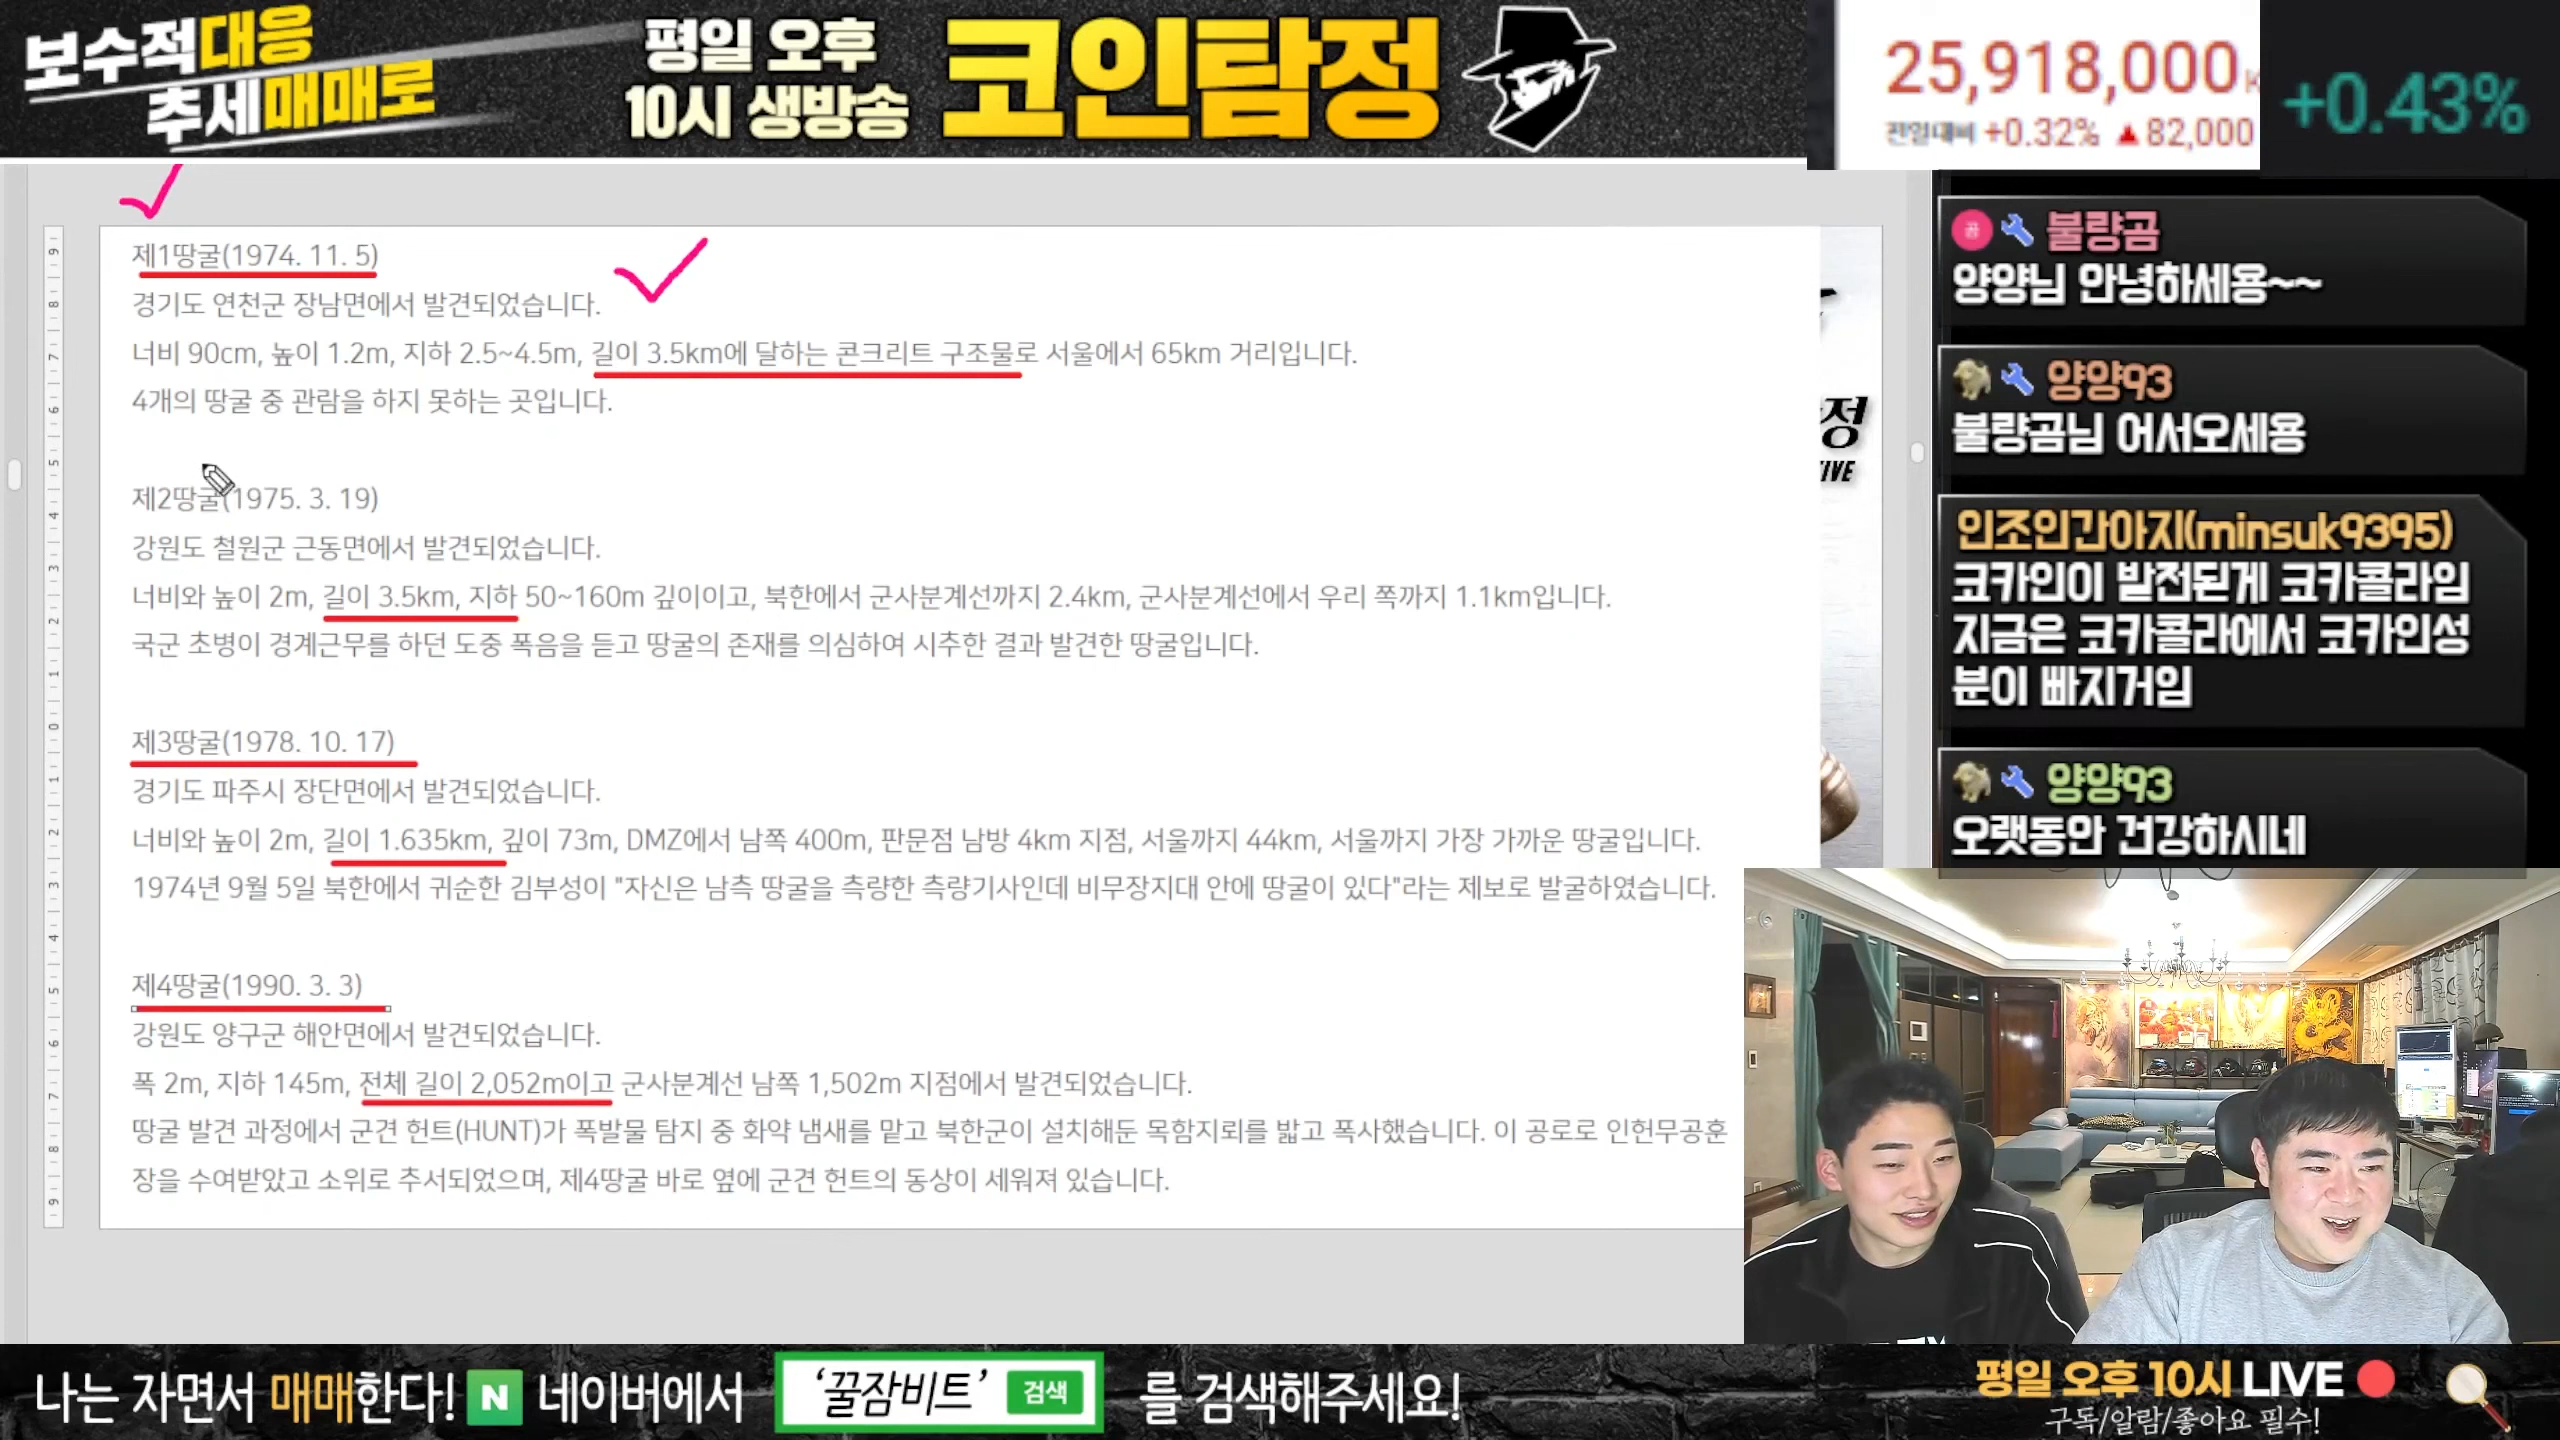 보수적대응
추세매매로
평일 오후
10시 생방송
코인탐정
25,918,000
전일대비 +0.32% ▲82,000
+0.43%
제1땅굴(1974. 11. 5)
경기도 연천군 장남면에서 발견되었습니다.
너비 90cm, 높이 1.2m, 지하 2.5~4.5m, 길이 3.5km에 달하는 콘크리트 구조물로 서울에서 65km 거리입니다.
4개의 땅굴 중 관람을 하지 못하는 곳입니다.
제2땅굴(1975. 3. 19)
강원도 철원군 근동면에서 발견되었습니다.
너비와 높이 2m, 길이 3.5km, 지하 50~160m 깊이이고, 북한에서 군사분계선까지 2.4km, 군사분계선에서 우리 쪽까지 1.1km입니다.
국군 초병이 경계근무를 하던 도중 폭음을 듣고 땅굴의 존재를 의심하여 시추한 결과 발견한 땅굴입니다.
제3땅굴(1978. 10. 17)
경기도 파주시 장단면에서 발견되었습니다.
너비와 높이 2m, 길이 1.635km, 깊이 73m, DMZ에서 남쪽 400m, 판문점 남방 4km 지점, 서울까지 44km, 서울까지 가장 가까운 땅굴입니다.
1974년 9월 5일 북한에서 귀순한 김부성이 "자신은 남측 땅굴을 측량한 측량기사인데 비무장지대 안에 땅굴이 있다"라는 제보로 발굴하였습니다.
제4땅굴(1990. 3. 3)
강원도 양구군 해안면에서 발견되었습니다.
폭 2m, 지하 145m, 전체 길이 2,052m이고 군사분계선 남쪽 1,502m 지점에서 발견되었습니다.
땅굴 발견 과정에서 군견 헌트(HUNT)가 폭발물 탐지 중 화약 냄새를 맡고 북한군이 설치해둔 목함지뢰를 밟고 폭사했습니다. 이 공로로 인헌무공훈
장을 수여받았고 소위로 추서되었으며, 제4땅굴 바로 옆에 군견 헌트의 동상이 세워져 있습니다.
정
IVE
곰 불량곰
양양님 안녕하세용~~
양양93
불량곰님 어서오세용
인조인간아지(minsuk9395)
코카인이 발전된게 코카콜라임
지금은 코카콜라에서 코카인성
분이 빠지거임
양양93
오랫동안 건강하시네
나는 자면서 매매한다! N 네이버에서 '꿀잠비트' 검색 를 검색해주세요!
평일 오후 10시 LIVE
구독/알람/좋아요 필수!